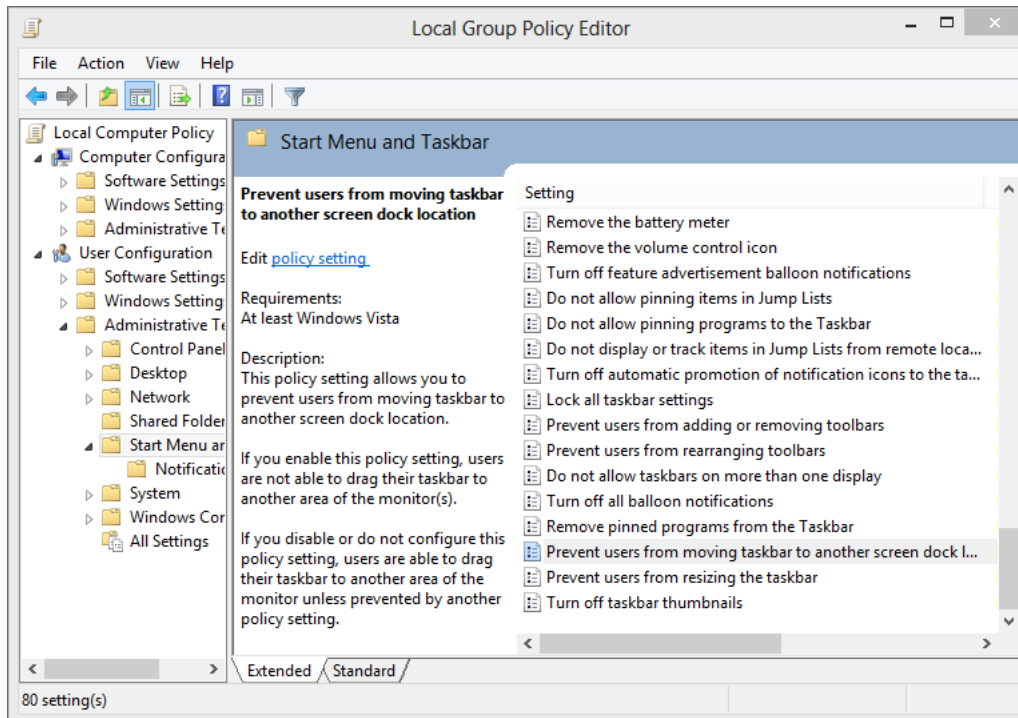 Local Group Policy Editor
File Action View Help
Local Computer Policy
Computer Configura
Software Settings
Windows Setting
Administrative Te
User Configuration
Software Settings
Windows Setting
Administrative Te
Control Panel
Desktop
Network
Shared Folder
Start Menu ar
Notificatic
System
Windows Cor
All Settings
Start Menu and Taskbar
Prevent users from moving taskbar
to another screen dock location
Edit policy setting
Requirements:
At least Windows Vista
Description:
This policy setting allows you to
prevent users from moving taskbar to
another screen dock location.
If you enable this policy setting, users
are not able to drag their taskbar to
another area of the monitor(s).
If you disable or do not configure this
policy setting, users are able to drag
their taskbar to another area of the
monitor unless prevented by another
policy setting.
Setting
Remove the battery meter
Remove the volume control icon
Turn off feature advertisement balloon notifications
Do not allow pinning items in Jump Lists
Do not allow pinning programs to the Taskbar
Do not display or track items in Jump Lists from remote loca...
Turn off automatic promotion of notification icons to the ta...
Lock all taskbar settings
Prevent users from adding or removing toolbars
Prevent users from rearranging toolbars
Do not allow taskbars on more than one display
Turn off all balloon notifications
Remove pinned programs from the Taskbar
Prevent users from moving taskbar to another screen dock l...
Prevent users from resizing the taskbar
Turn off taskbar thumbnails
Extended Standard
80 setting(s)